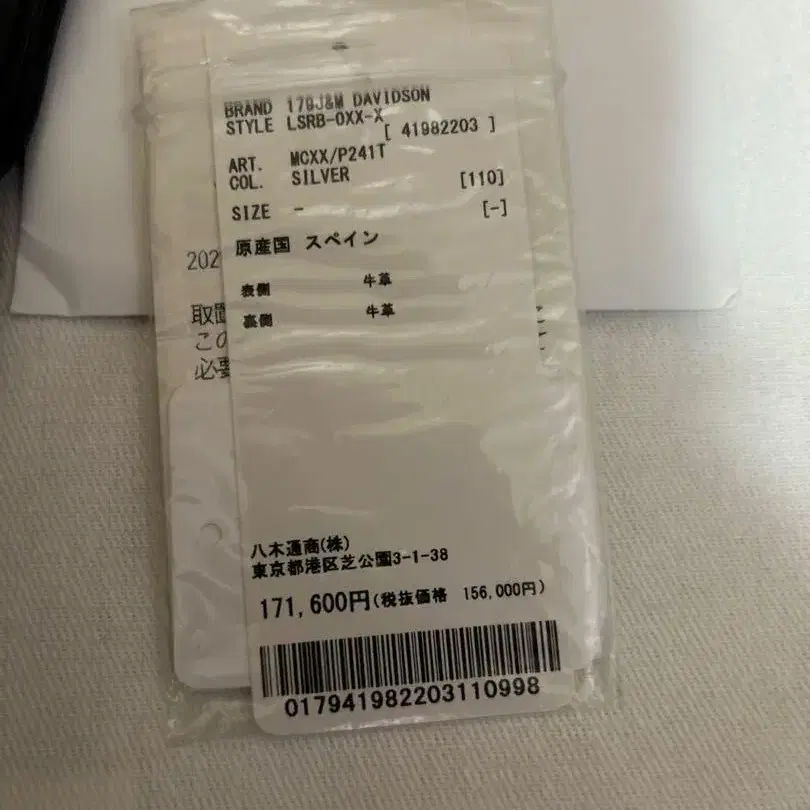 BRAND 179J&M DAVIDSON
STYLE LSRB-0XX-X
[ 41982203 ]
ART. MCXX/P241T
COL. SILVER [110]
SIZE - [-]
原産国 スペイン
202
表側 牛革
裏側 牛革
取置
この
必要
八木通商(株)
東京都港区芝公園3-1-38
171,600円(税抜価格 156,000円)
017941982203110998